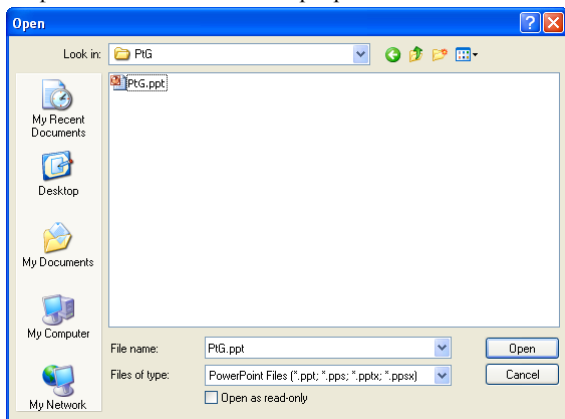 Open
Look in:
PtG
PtG.ppt
My Recent
Documents
Desktop
My Documents
My Computer
My Network
File name:
PtG.ppt
Open
Files of type:
PowerPoint Files (*.ppt; *.pps; *.pptx; *.ppsx)
Cancel
Open as read-only